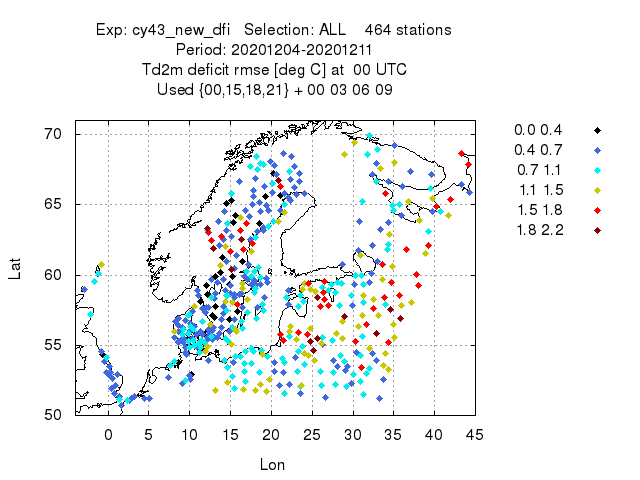 Exp: cy43_new_dfi   Selection: ALL    464 stations
Period: 20201204-20201211
Td2m deficit rmse [deg C] at  00 UTC
Used {00,15,18,21} + 00 03 06 09
0.0 0.4
0.4 0.7
0.7 1.1
1.1 1.5
1.5 1.8
1.8 2.2
70
65
60
55
50
Lat
0 5 10 15 20 25 30 35 40 45
Lon